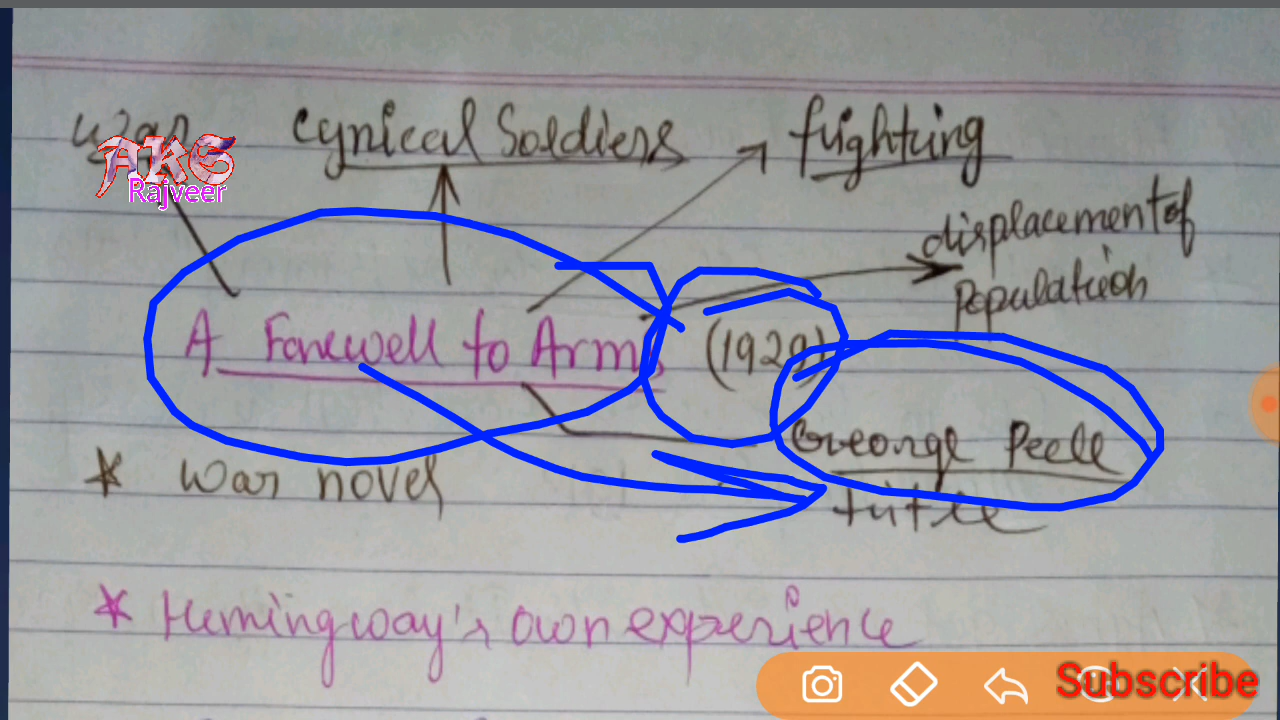 war Cynical Soldiers fighting
AKS
Rajveer
displacement of
population
A Farewell to Arms (1929)
George Peele
title
* War novel
* Hemingway's own experience
Subscribe